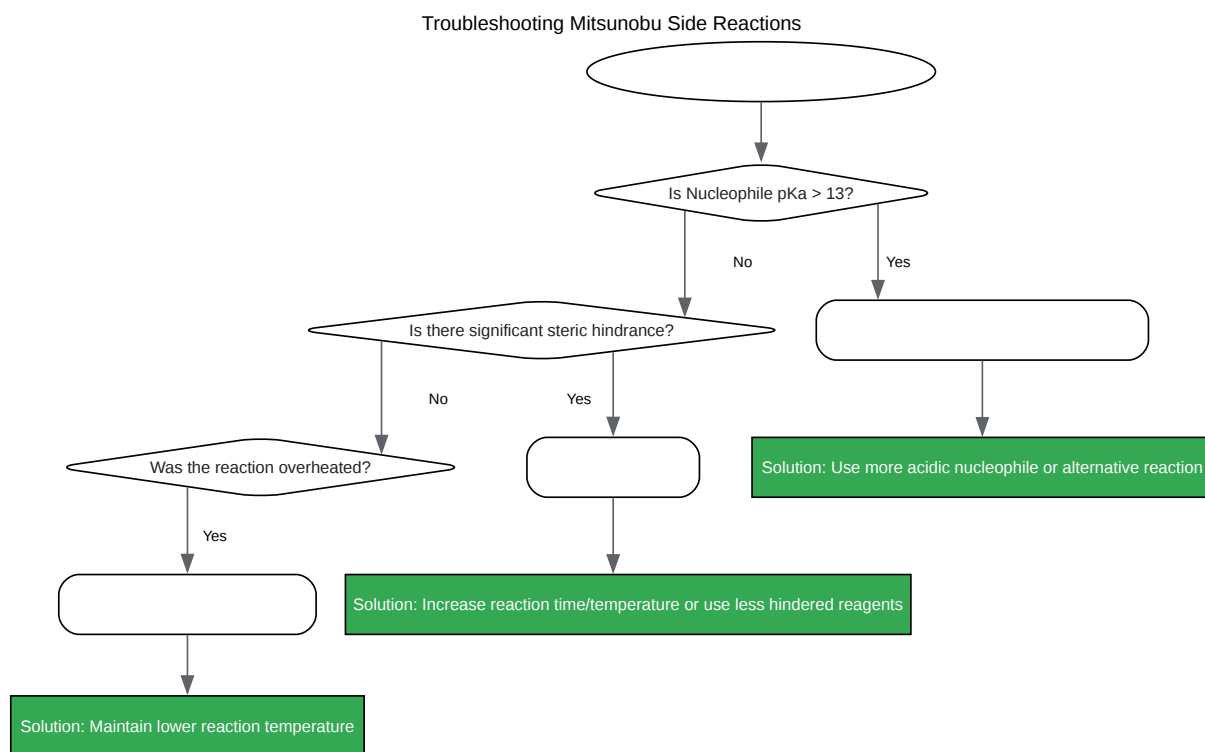 Troubleshooting Mitsunobu Side Reactions
Is Nucleophile pKa > 13?
No
Yes
Is there significant steric hindrance?
No
Yes
Was the reaction overheated?
Solution: Use more acidic nucleophile or alternative reaction
Yes
Solution: Increase reaction time/temperature or use less hindered reagents
Solution: Maintain lower reaction temperature